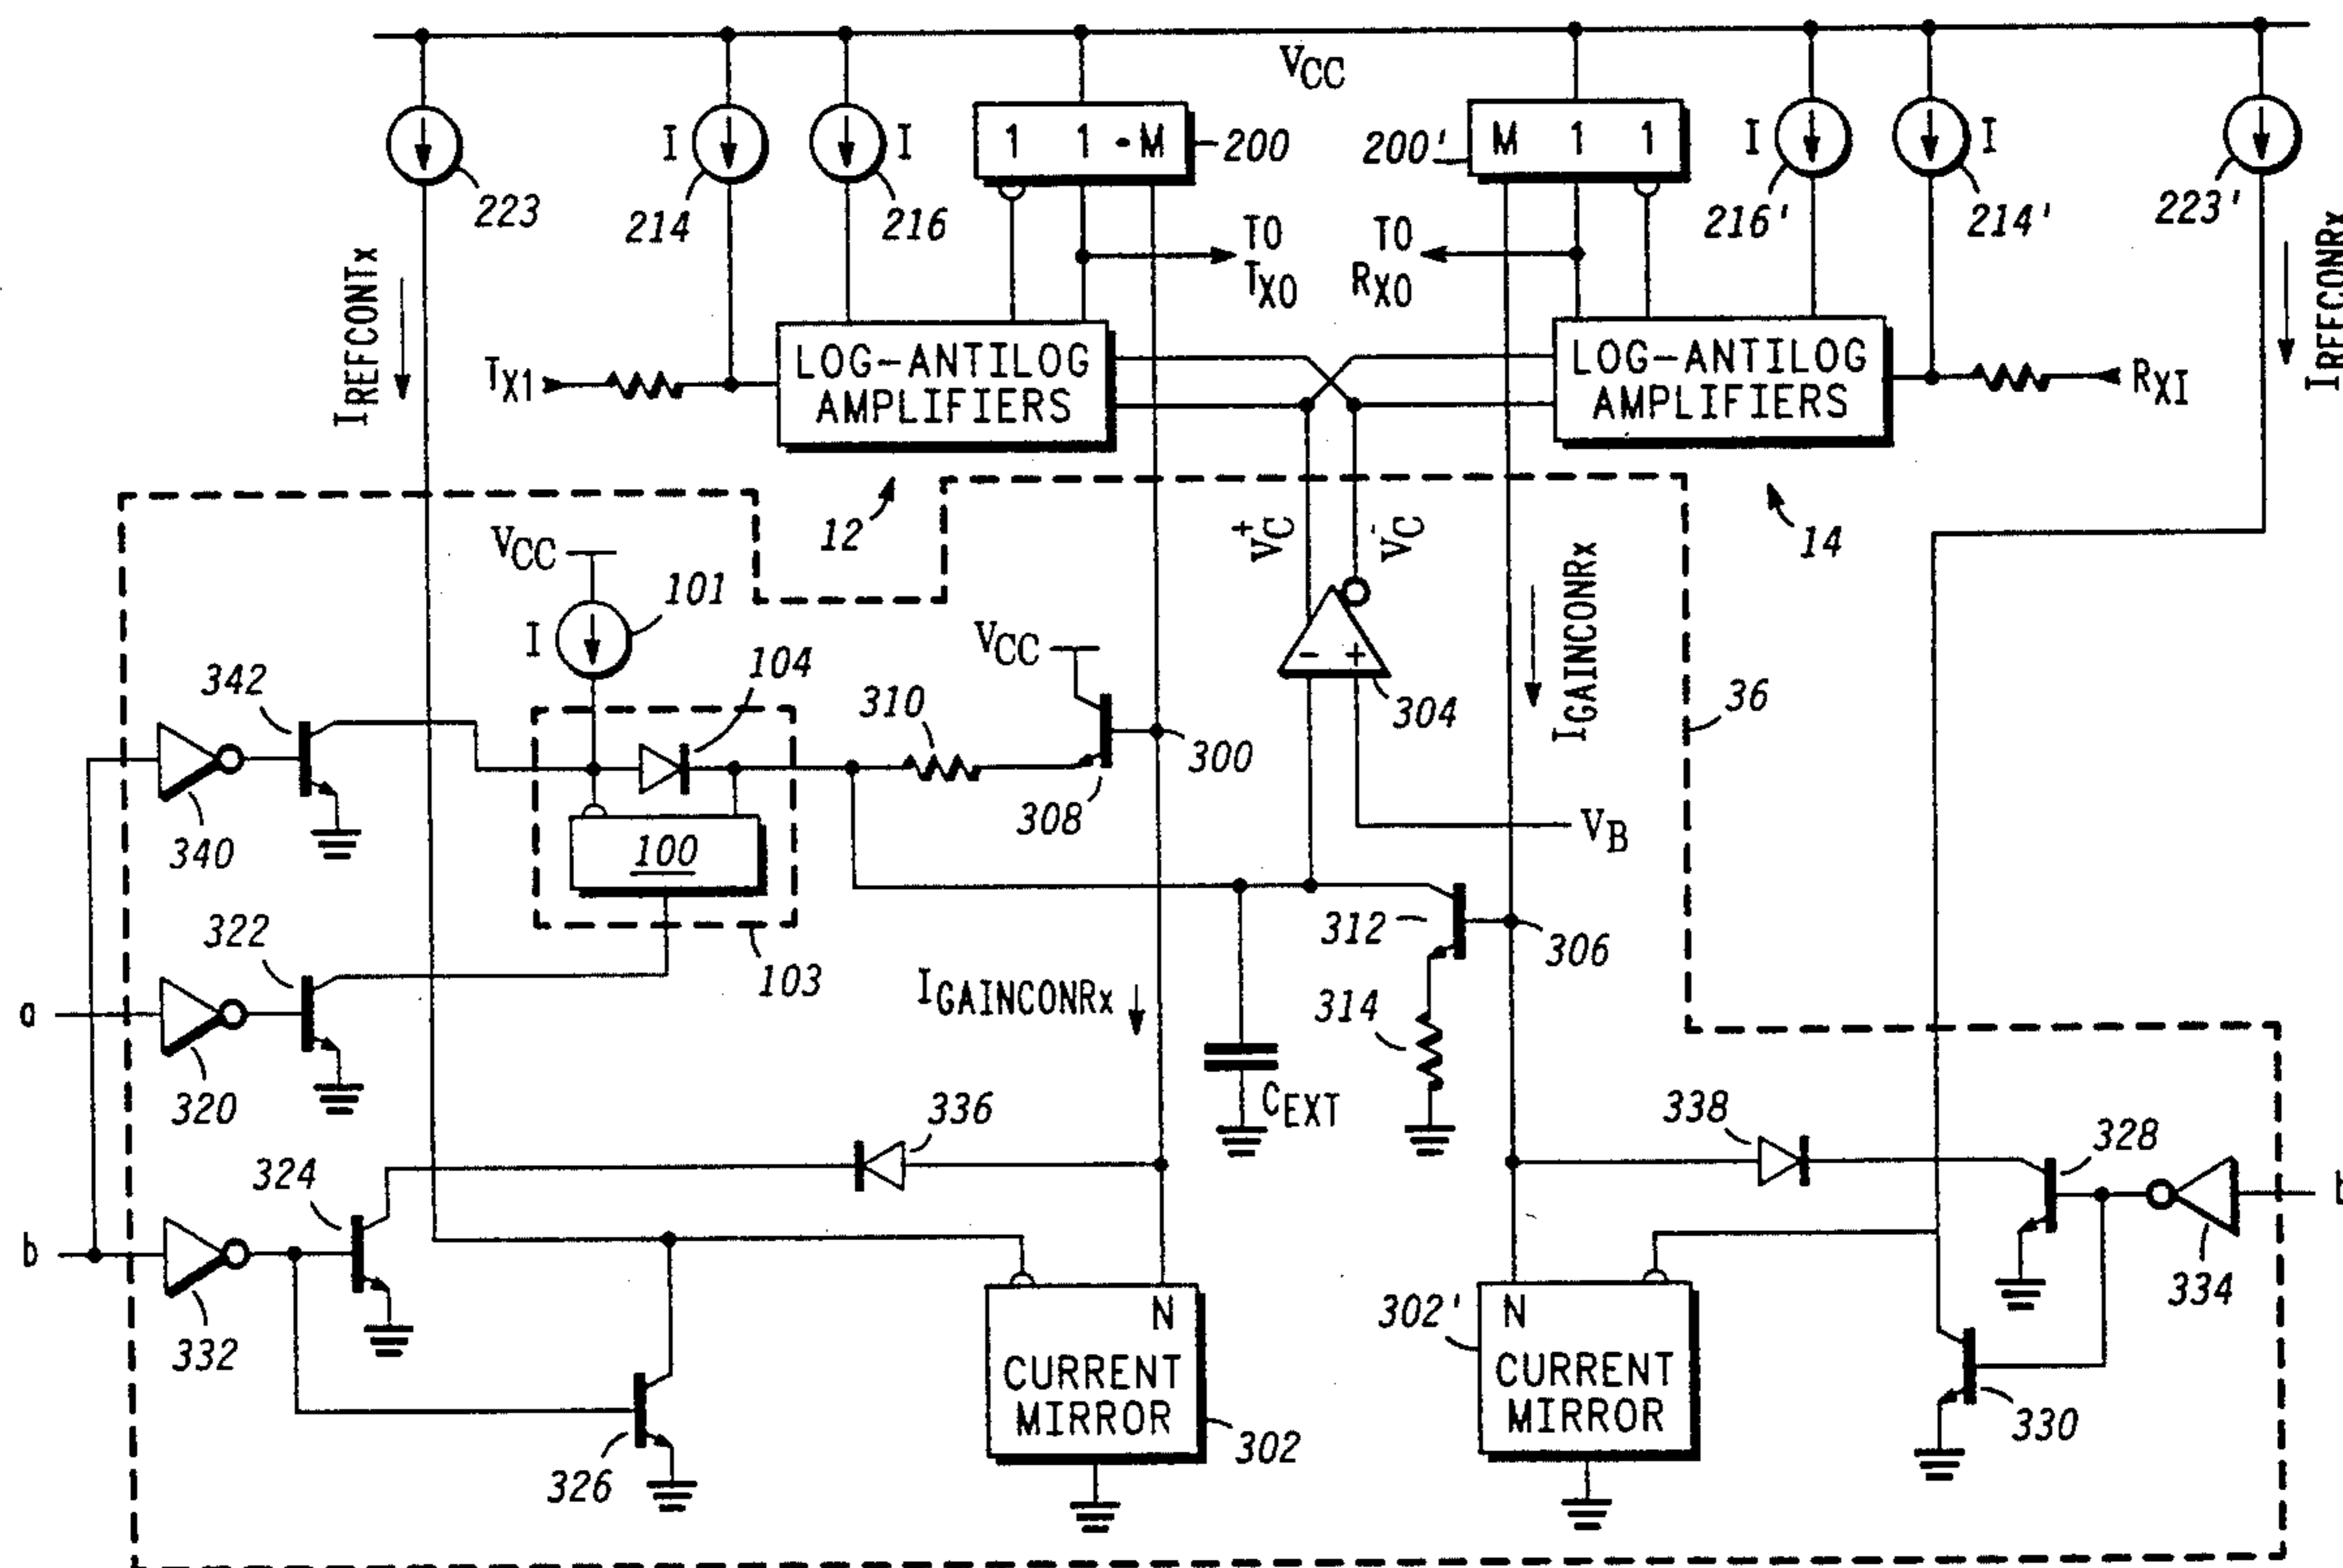 VCC
I
I
1 1 - M
200
200'
M 1 1
I
I
223
214
216
216'
214'
223'
IREFCONTx
TO
TX0
TO
RX0
IREFCONRx
TX1
LOG-ANTILOG
AMPLIFIERS
LOG-ANTILOG
AMPLIFIERS
RXI
12
VC+
VC-
14
VCC
101
I
IGAINCONRx
VCC
104
342
310
304
36
300
340
308
VB
100
322
312
306
103
IGAINCONRx
a
314
320
CEXT
336
338
328
324
b
N
302'
N
334
332
CURRENT
MIRROR
CURRENT
MIRROR
326
302
330